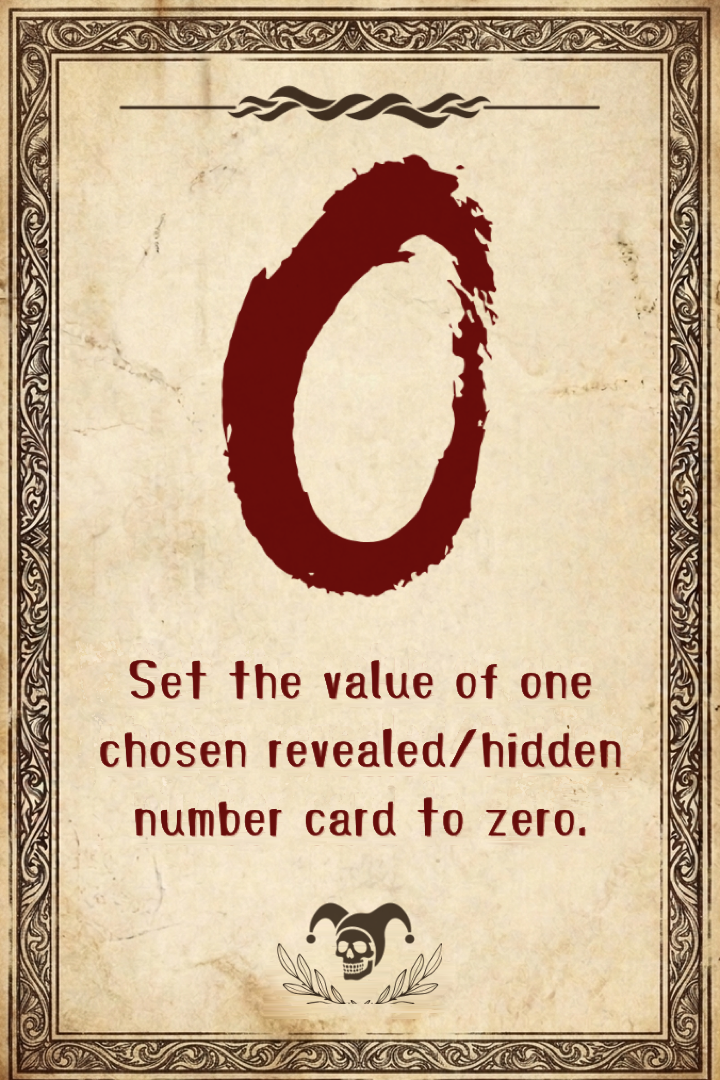 0
Set the value of one
chosen revealed/hidden
number card to zero.